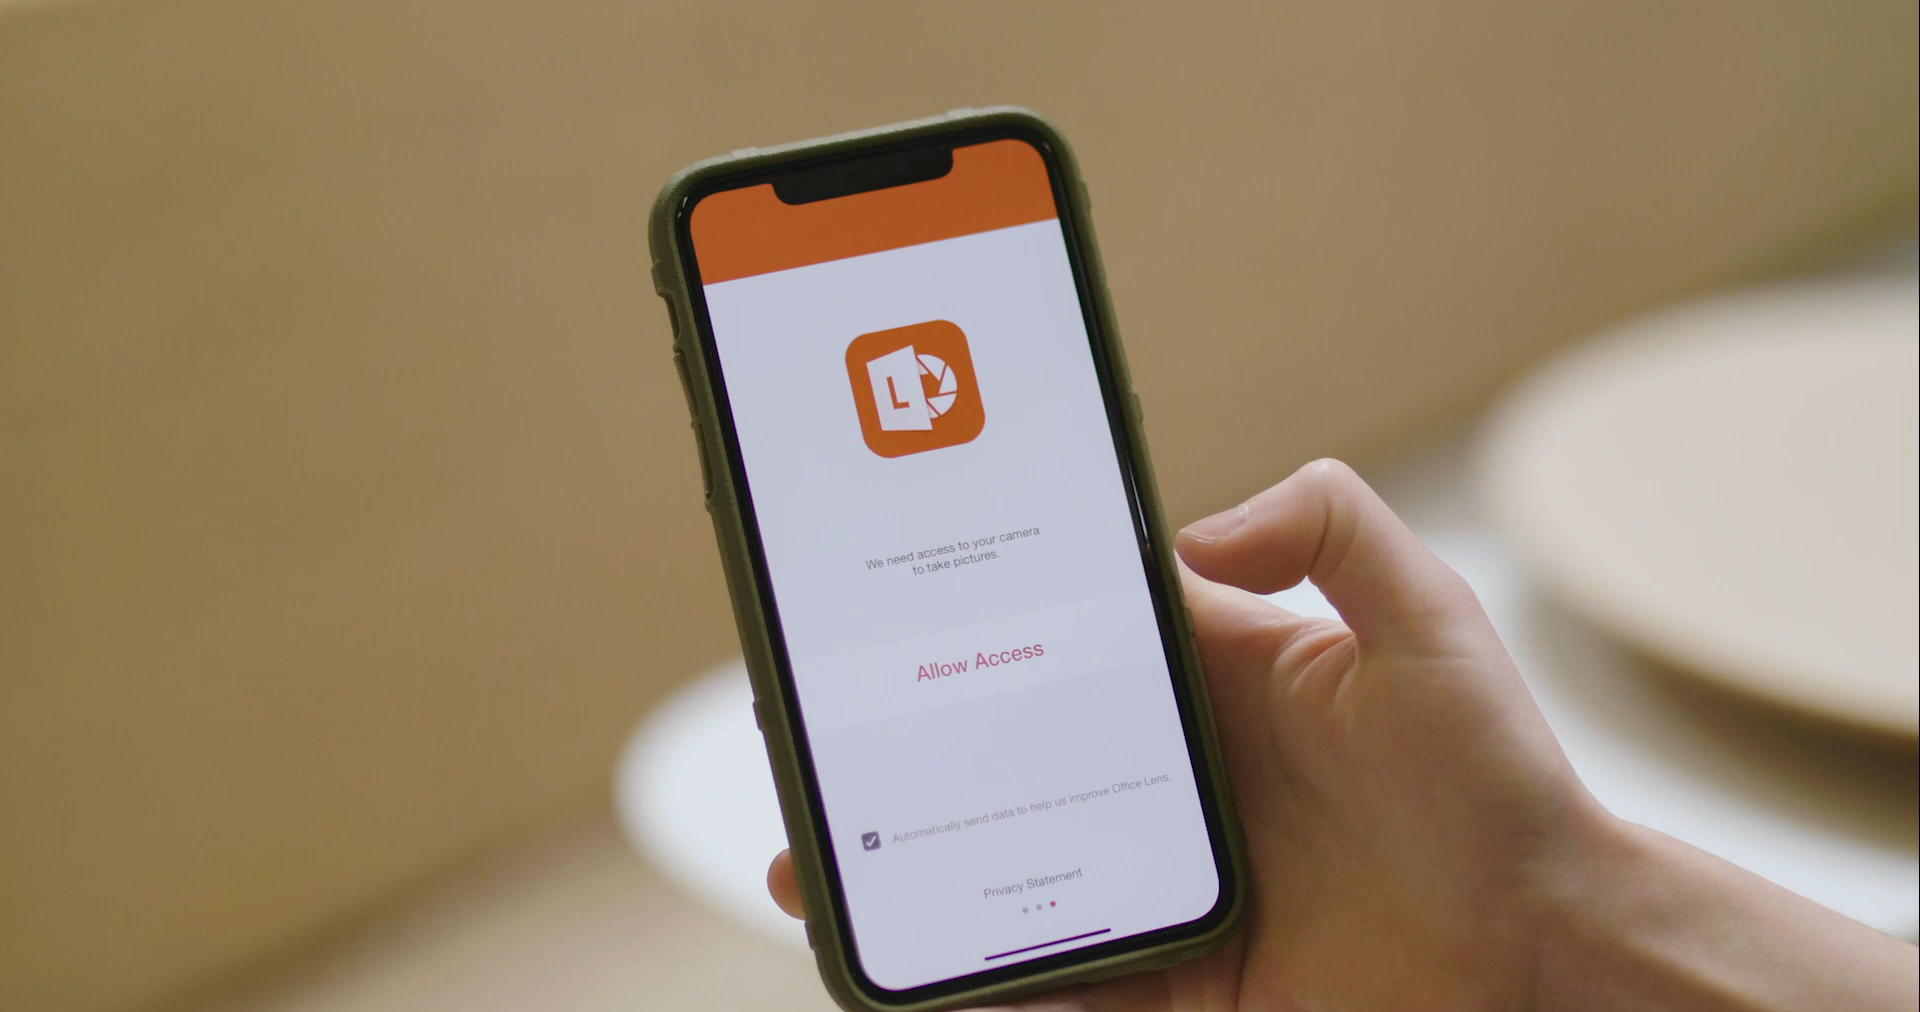 L
We need access to your camera
to take pictures.
Allow Access
Automatically send data to help us improve Office Lens.
Privacy Statement